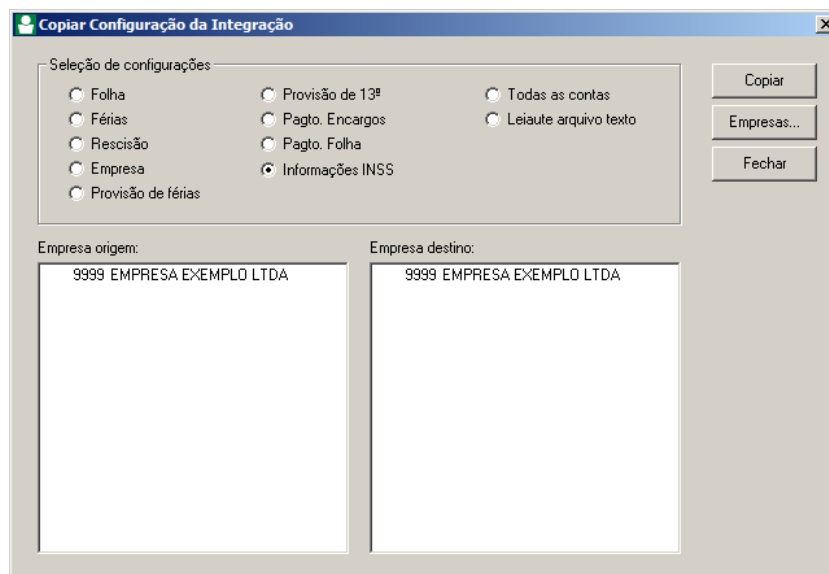 Copiar Configuração da Integração
Seleção de configurações
Folha
Férias
Rescisão
Empresa
Provisão de férias
Provisão de 13º
Pagto. Encargos
Pagto. Folha
Informações INSS
Todas as contas
Leiaute arquivo texto
Copiar
Empresas...
Fechar
Empresa origem:
9999 EMPRESA EXEMPLO LTDA
Empresa destino:
9999 EMPRESA EXEMPLO LTDA